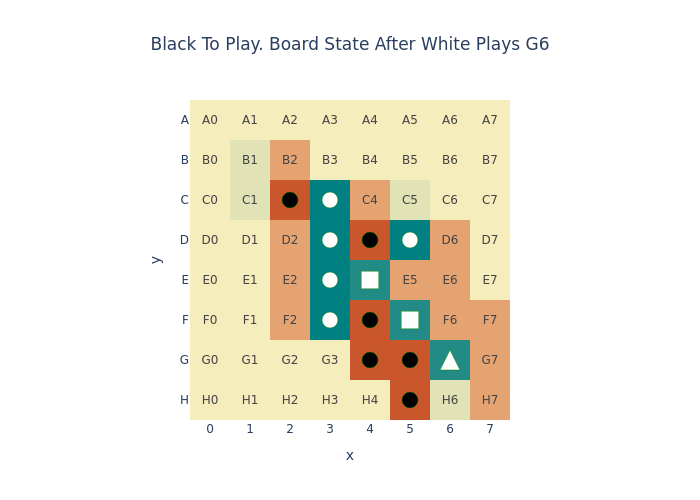 Black To Play. Board State After White Plays G6
A A0 A1 A2 A3 A4 A5 A6 A7
B B0 B1 B2 B3 B4 B5 B6 B7
C C0 C1 C4 C5 C6 C7
D D0 D1 D2 D6 D7
y
E E0 E1 E2 E5 E6 E7
F F0 F1 F2 F6 F7
G G0 G1 G2 G3 G7
H H0 H1 H2 H3 H4 H6 H7
0 1 2 3 4 5 6 7
x